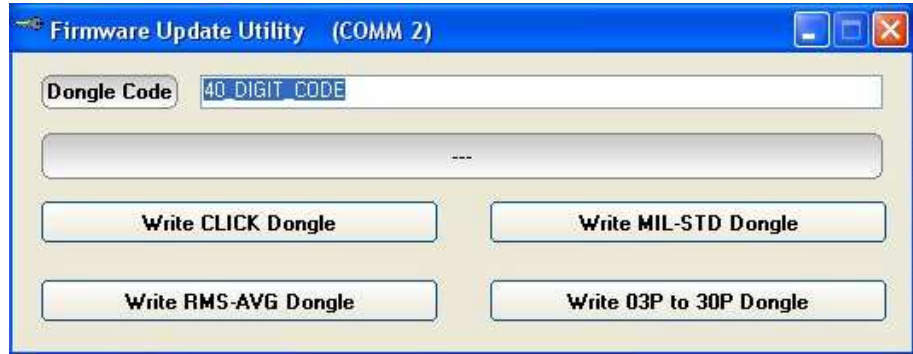 Firmware Update Utility (COMM 2)
Dongle Code 40_DIGIT_CODE
---
Write CLICK Dongle Write MIL-STD Dongle
Write RMS-AVG Dongle Write 03P to 30P Dongle